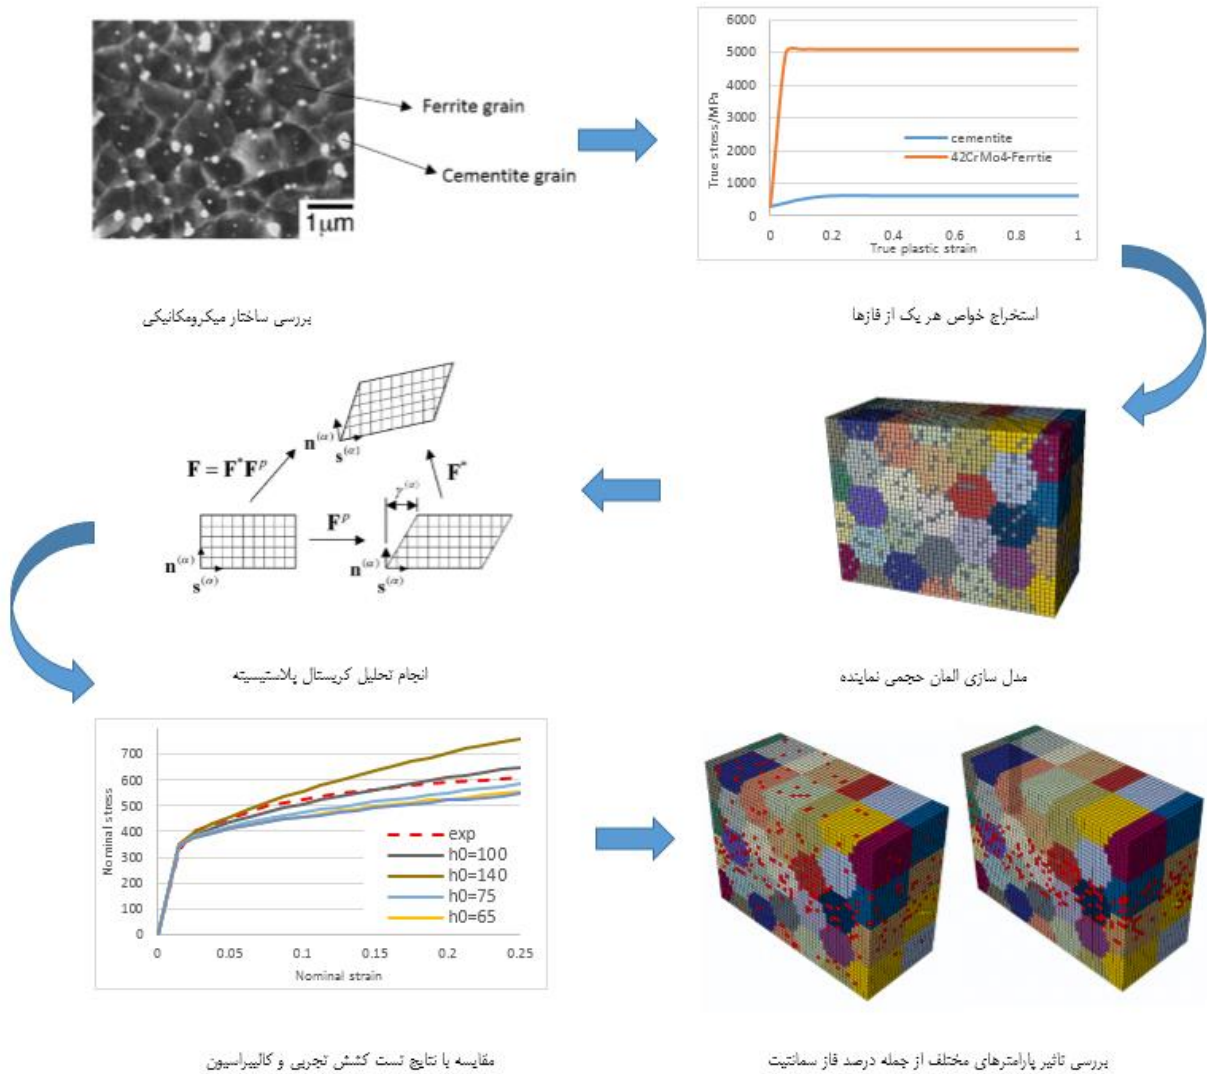 Ferrite grain
Cementite grain
1μm
6000
5000
4000
3000
2000
1000
0
True stress/MPa
cementite
42CrMo4-Ferrtie
0 0.2 0.4 0.6 0.8 1
True plastic strain
بررسی ساختار میکرومکانیکی
استخراج خواص هر یک از فازها
n(α)
s(α)
F = F*Fᵖ
F*
γ(α)
Fᵖ
n(α)
s(α)
n(α)
s(α)
انجام تحلیل کریستال پلاستیسیته
مدل سازی المان حجمی نماینده
700
600
500
400
300
200
100
0
Nominal stress
exp
h0=100
h0=140
h0=75
h0=65
0 0.05 0.1 0.15 0.2 0.25
Nominal strain
مقایسه با نتایج تست کشش تجربی و کالیبراسیون
بررسی تاثیر پارامترهای مختلف از جمله درصد فاز سمانتیت